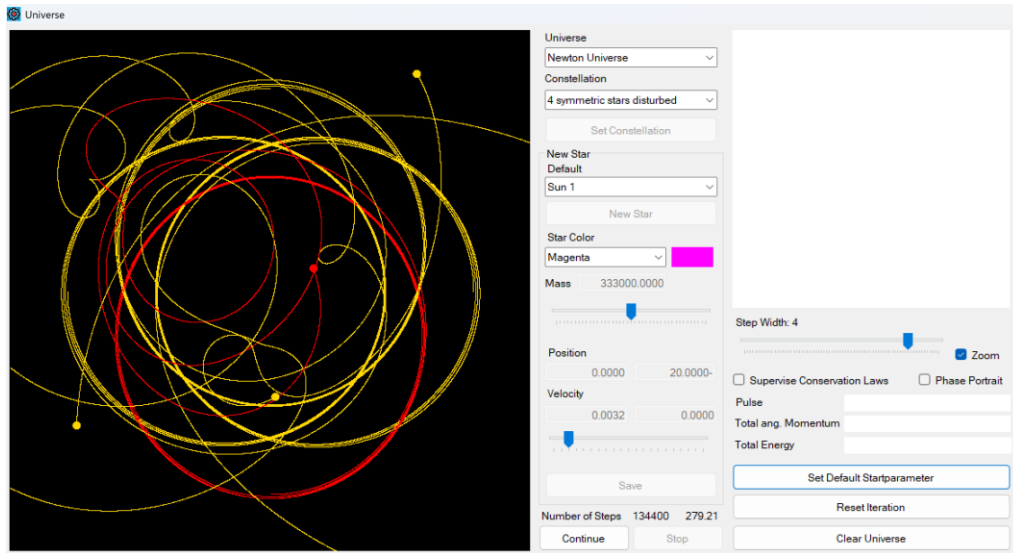 Universe
Universe
Newton Universe
Constellation
4 symmetric stars disturbed
Set Constellation
New Star
Default
Sun 1
New Star
Star Color
Magenta
Mass 333000.0000
Position
0.0000 20.0000-
Velocity
0.0032 0.0000
Save
Number of Steps 134400 279.21
Continue Stop
Step Width: 4
Zoom
Supervise Conservation Laws Phase Portrait
Pulse
Total ang. Momentum
Total Energy
Set Default Startparameter
Reset Iteration
Clear Universe